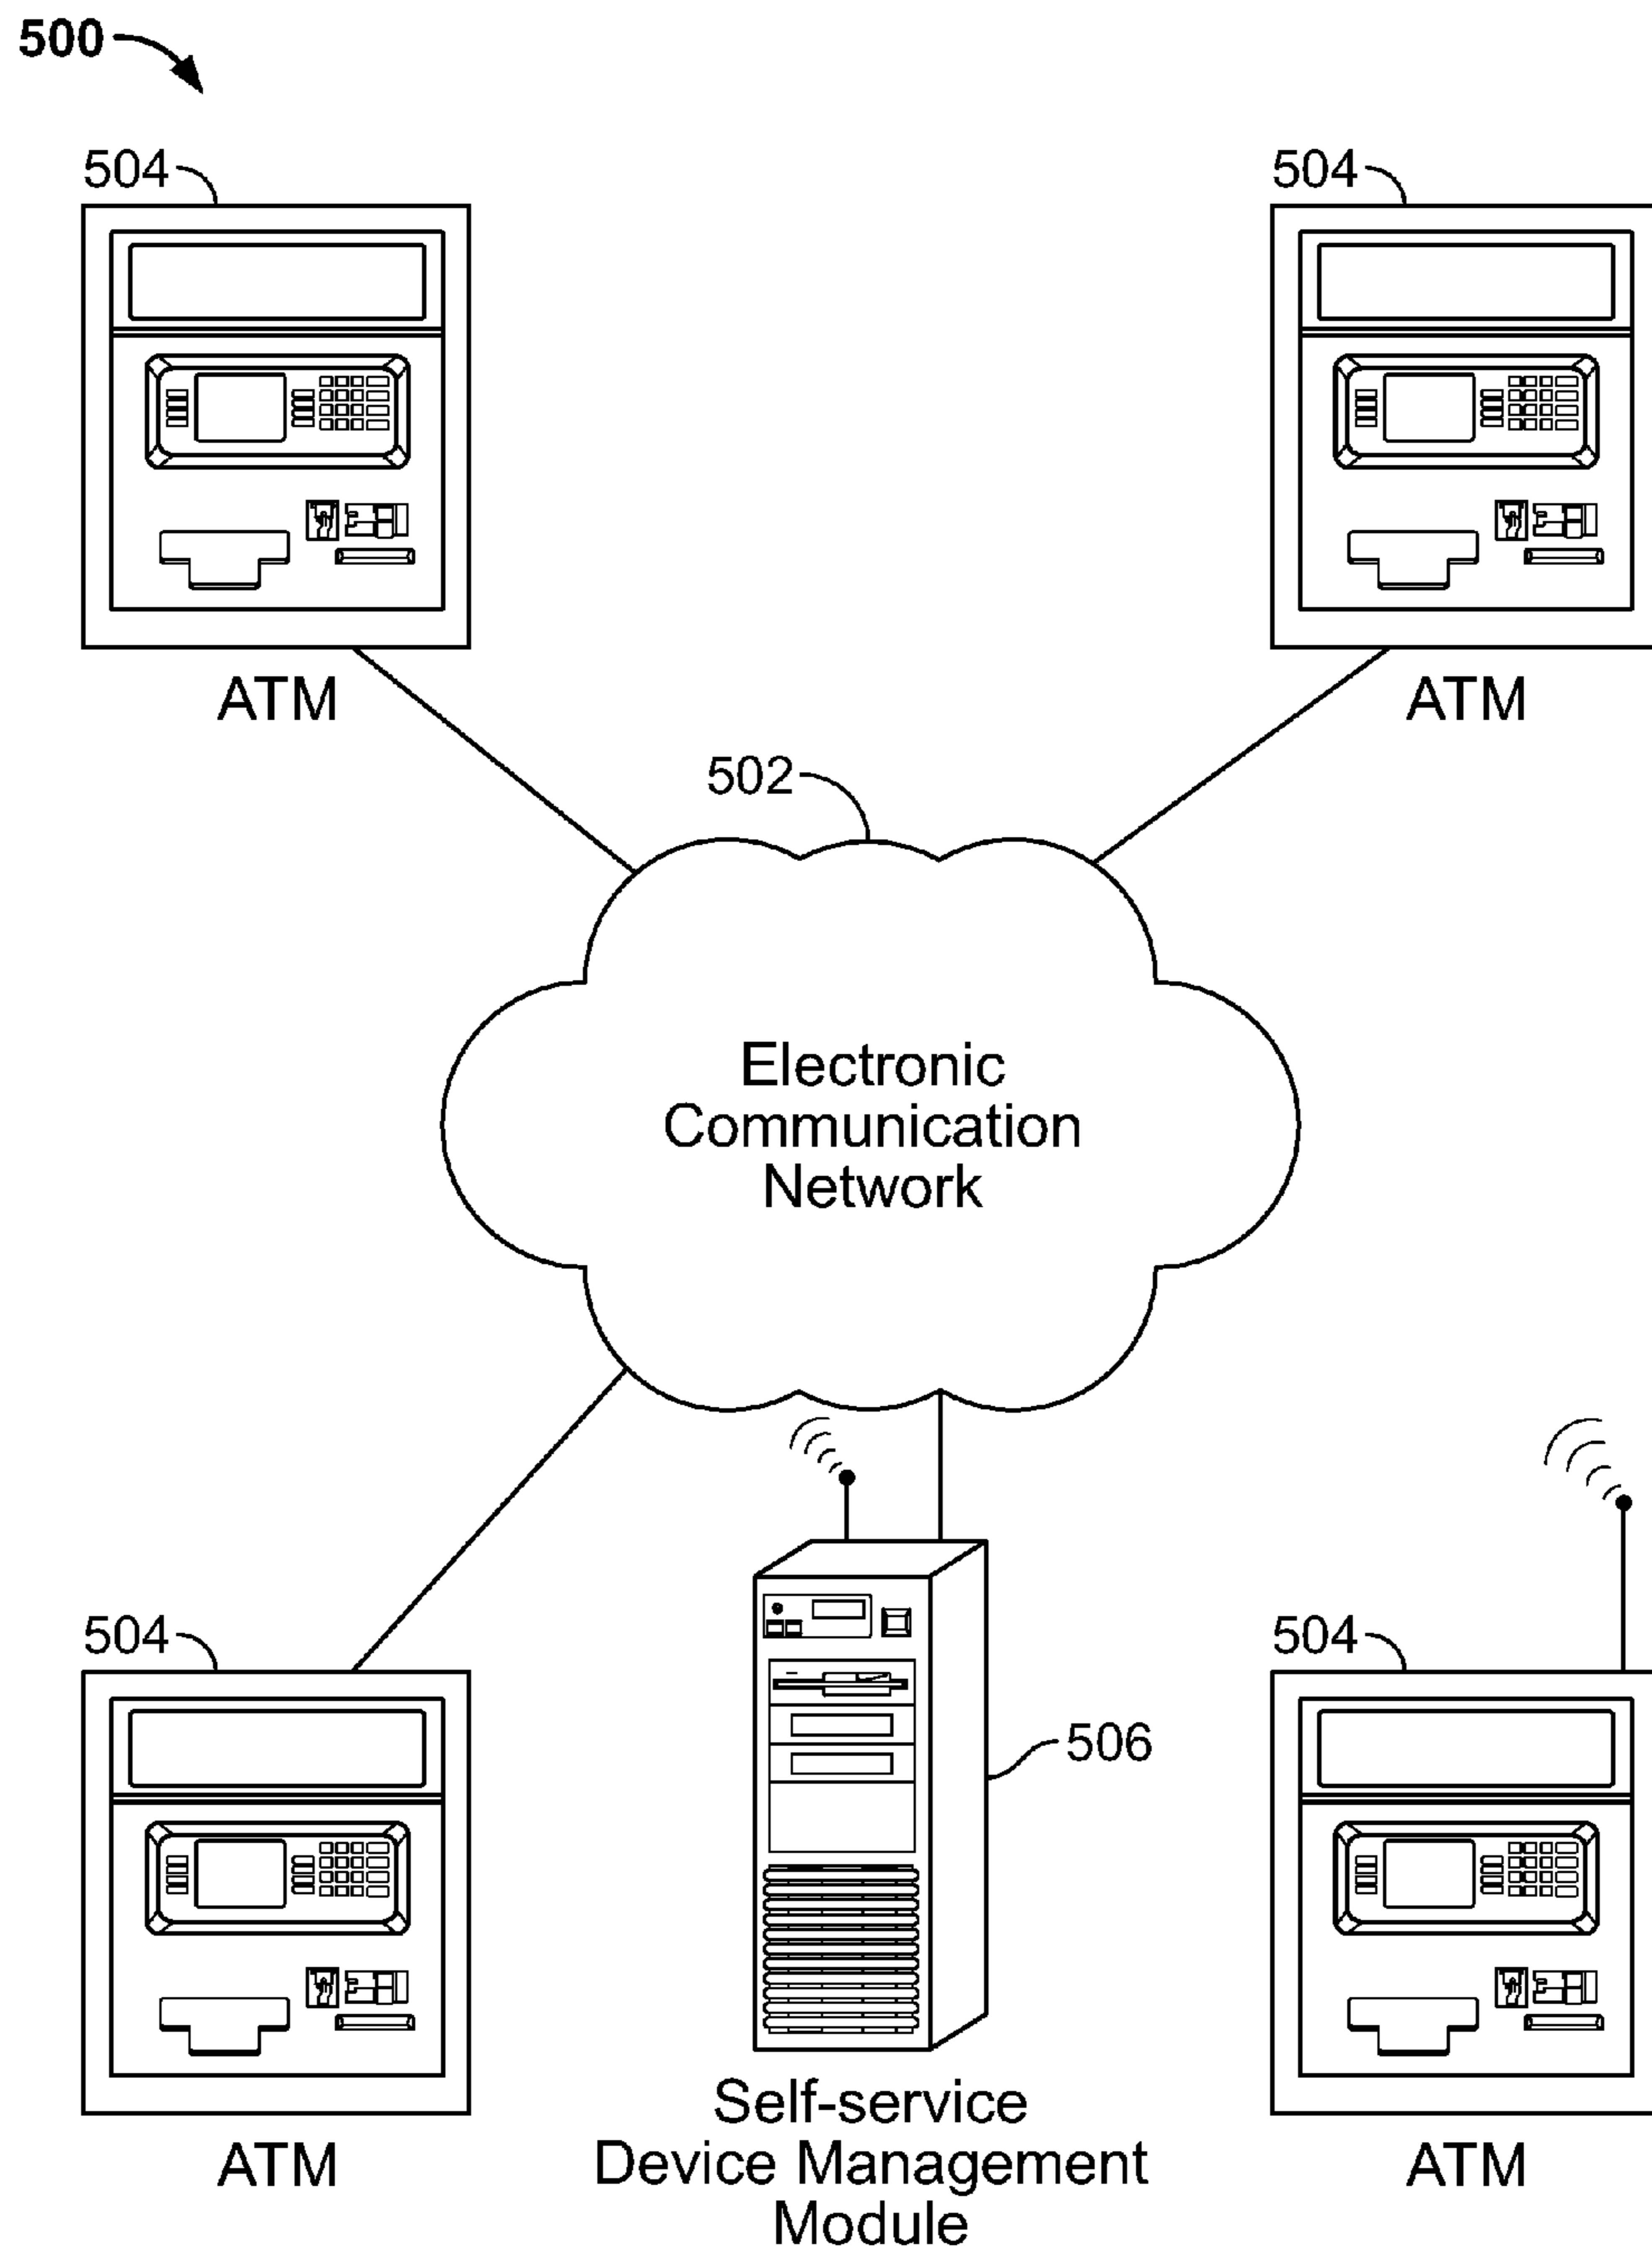 500
504
504
ATM
ATM
502
Electronic
Communication
Network
504
504
506
Self-service
Device Management
Module
ATM
ATM